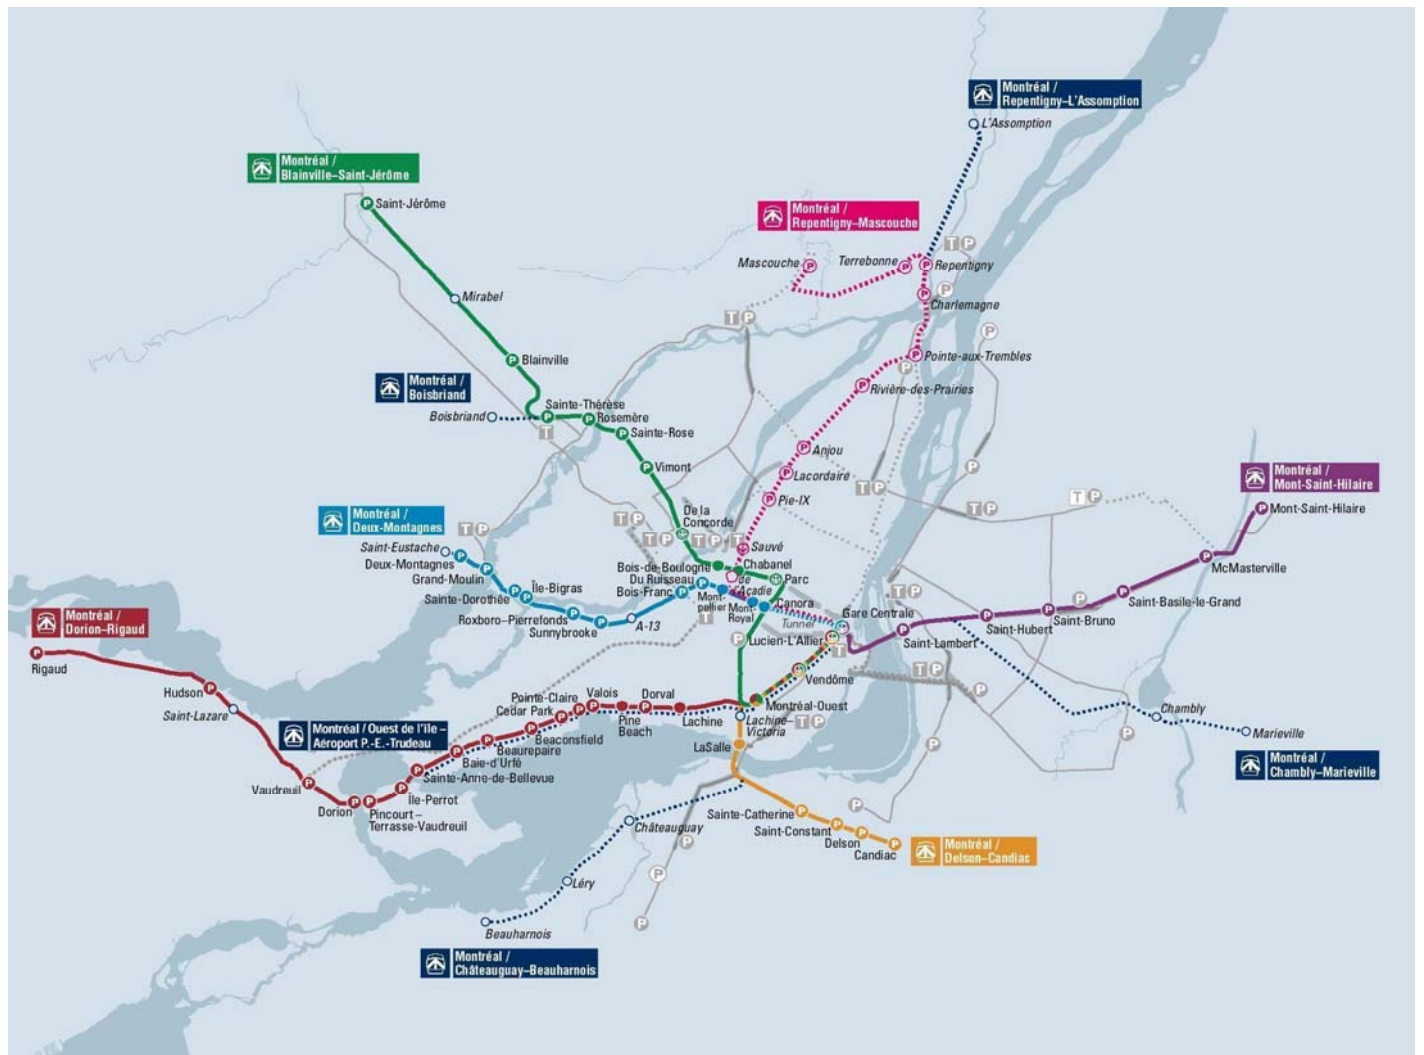 Montréal /
Repentigny–L'Assomption
L'Assomption
Montréal /
Blainville–Saint-Jérôme
Saint-Jérôme
Montréal /
Repentigny–Mascouche
T P
Mascouche
Terrebonne
Repentigny
P
Charlemagne
Mirabel
T P
P
Pointe-aux-Trembles
Blainville
P
Montréal /
Boisbriand
Rivière-des-Prairies
Sainte-Thérèse
Boisbriand
Rosemère
T
Sainte-Rose
Anjou
Vimont
Lacordaire
P
Montréal /
Mont-Saint-Hilaire
T P
T P
Pie-IX
T P
Mont-Saint-Hilaire
Montréal /
Deux-Montagnes
De la
Concorde
T P
T P
T P
T P
T
Saint-Eustache
Sauvé
Deux-Montagnes
Bois-de-Boulogne
Chabanel
McMasterville
Grand-Moulin
Du Ruisseau
de
l'Acadie
Parc
Île-Bigras
Bois-Franc
Sainte-Dorothée
Mont-
pellier
Mont-
Royal
Canora
T P
Saint-Basile-le-Grand
P
Roxboro–Pierrefonds
A-13
T
Tunnel
Gare Centrale
Saint-Bruno
Sunnybrooke
P
Lucien-L'Allier
Saint-Hubert
Montréal /
Dorion–Rigaud
T
Saint-Lambert
Rigaud
Vendôme
T P
Hudson
Pointe-Claire
Valois
Dorval
T P
Saint-Lazare
Cedar Park
Pine
Beach
Lachine
Montréal-Ouest
Chambly
Montréal / Ouest de l'île –
Aéroport P.-E.-Trudeau
Beaconsfield
Lachine–
Victoria
T P
Marieville
Beaurepaire
LaSalle
P
Baie-d'Urfé
Montréal /
Chambly–Marieville
Sainte-Anne-de-Bellevue
Vaudreuil
Île-Perrot
Dorion
Pincourt –
Terrasse-Vaudreuil
P
Sainte-Catherine
Châteauguay
Saint-Constant
Delson
Candiac
P
Montréal /
Delson–Candiac
Léry
P
Beauharnois
P
Montréal /
Châteauguay–Beauharnois